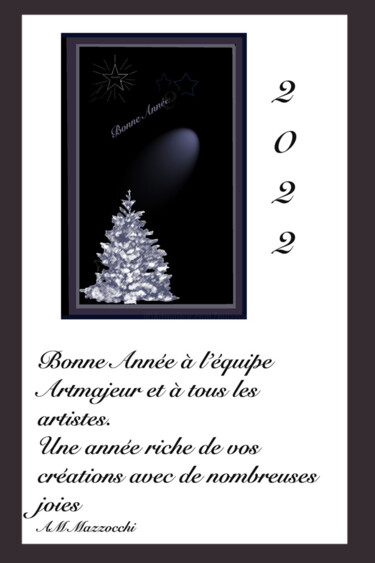 Bonne Année
2
0
2
2
Bonne Année à l'équipe
Artmajeur et à tous les
artistes.
Une année riche de vos
créations avec de nombreuses
joies
AMMazzocchi